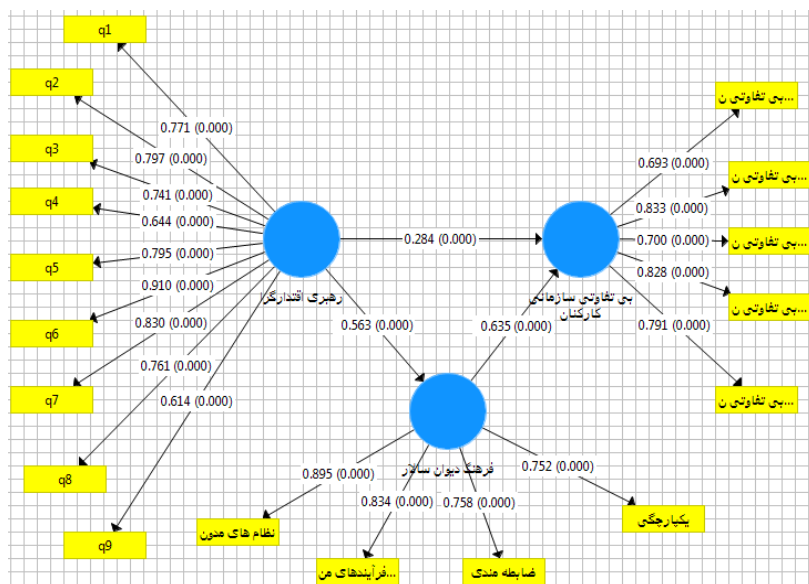 q1
q2
q3
q4
q5
q6
q7
q8
q9
0.771 (0.000)
0.797 (0.000)
0.741 (0.000)
0.644 (0.000)
0.795 (0.000)
0.910 (0.000)
0.830 (0.000)
0.761 (0.000)
0.614 (0.000)
رهبری اقتدارگرا
0.284 (0.000)
0.563 (0.000)
0.635 (0.000)
بی تفاوتی سازمانی
کارکنان
0.693 (0.000)
0.833 (0.000)
0.700 (0.000)
0.828 (0.000)
0.791 (0.000)
بی تفاوتی ن...
بی تفاوتی ن...
بی تفاوتی ن...
بی تفاوتی ن...
بی تفاوتی ن...
فرهنگ دیوان سالار
0.895 (0.000)
0.834 (0.000)
0.758 (0.000)
0.752 (0.000)
نظام های مدون
فرآیندهای من...
ضابطه مندی
یکپارچگی